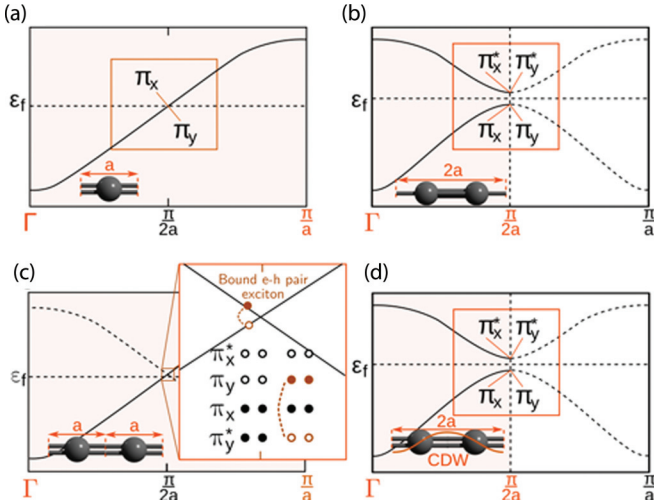 (a)
πx
πy
εf
a
Γ
π/2a
π/a
(b)
π*x π*y
πx πy
εf
2a
Γ
π/2a
π/a
(c)
Bound e-h pair
exciton
π*x
πy
πx
π*y
εf
a a
Γ
π/2a
π/a
(d)
π*x π*y
πx πy
εf
2a
CDW
Γ
π/2a
π/a